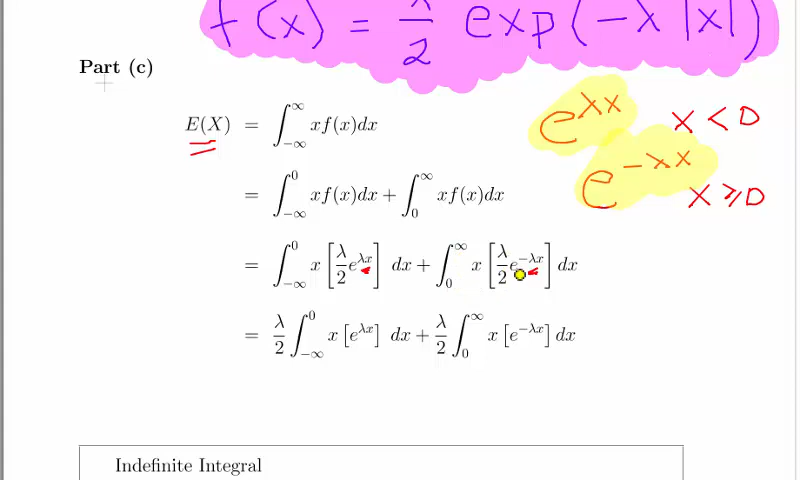 f(x) = λ/2 exp(-λ|x|)
Part (c)
E(X) = ∫_{-∞}^{∞} xf(x)dx
e^{λx} x < 0
= ∫_{-∞}^{0} xf(x)dx + ∫_{0}^{∞} xf(x)dx
e^{-λx} x ≥ 0
= ∫_{-∞}^{0} x [λ/2 e^{λx}] dx + ∫_{0}^{∞} x [λ/2 e^{-λx}] dx
= λ/2 ∫_{-∞}^{0} x [e^{λx}] dx + λ/2 ∫_{0}^{∞} x [e^{-λx}] dx
Indefinite Integral